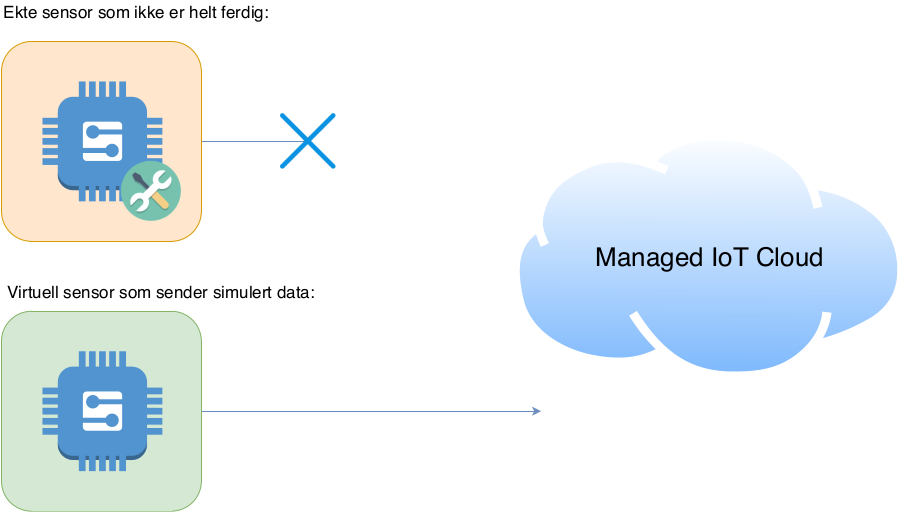 Ekte sensor som ikke er helt ferdig:
Managed IoT Cloud
Virtuell sensor som sender simulert data: